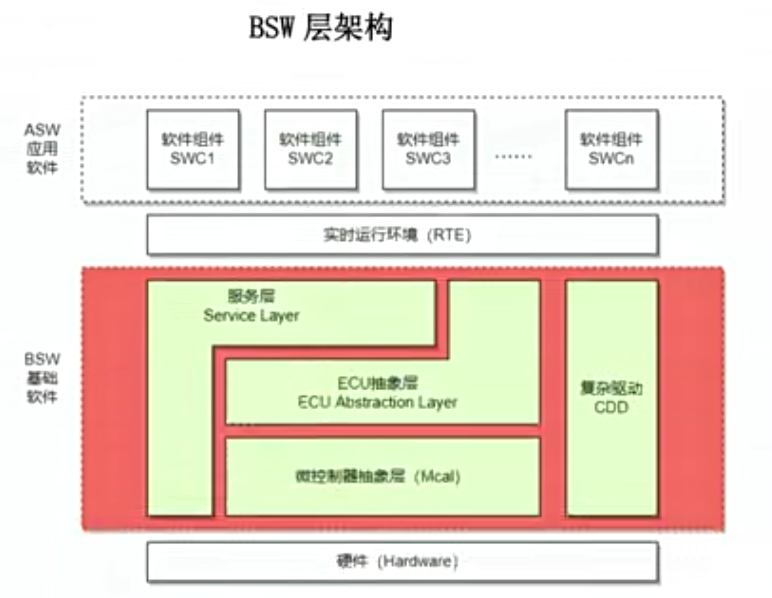 BSW 层架构
ASW
应用
软件
软件组件
SWC1
软件组件
SWC2
软件组件
SWC3
......
软件组件
SWCn
实时运行环境（RTE）
BSW
基础
软件
服务层
Service Layer
ECU抽象层
ECU Abstraction Layer
复杂驱动
CDD
微控制器抽象层（Mcal）
硬件（Hardware）